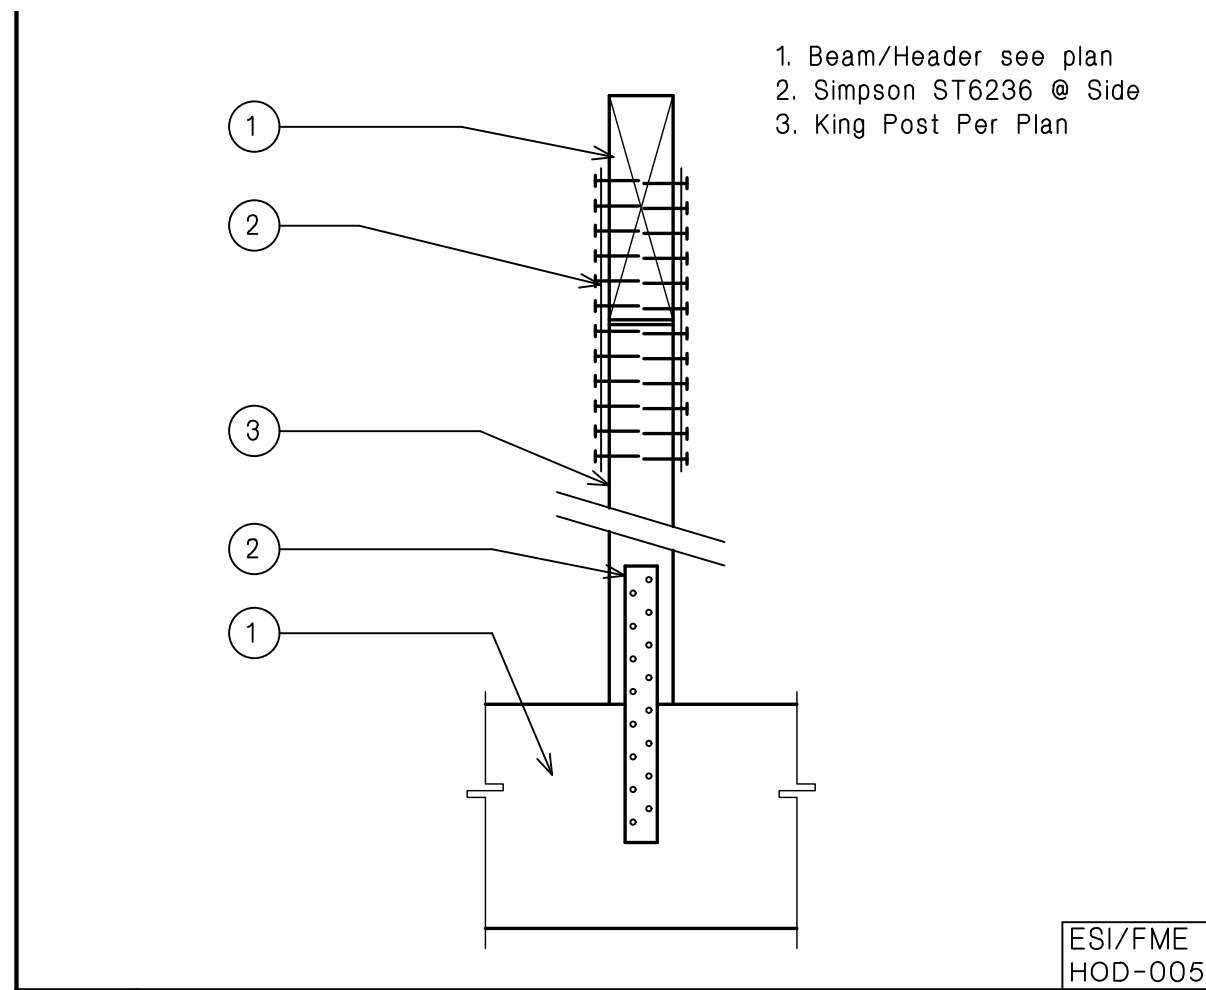 1. Beam/Header see plan
2. Simpson ST6236 @ Side
3. King Post Per Plan
1
2
3
2
1
ESI/FME
HOD-005